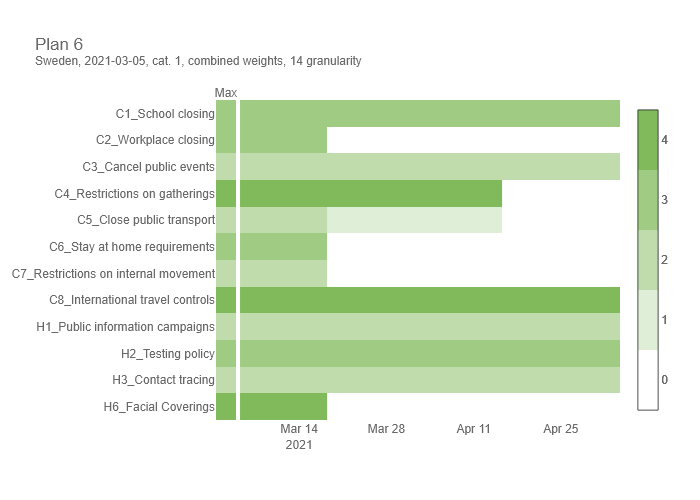 Plan 6
Sweden, 2021-03-05, cat. 1, combined weights, 14 granularity
Max
C1_School closing
C2_Workplace closing
C3_Cancel public events
C4_Restrictions on gatherings
C5_Close public transport
C6_Stay at home requirements
C7_Restrictions on internal movement
C8_International travel controls
H1_Public information campaigns
H2_Testing policy
H3_Contact tracing
H6_Facial Coverings
Mar 14 Mar 28 Apr 11 Apr 25
2021
4
3
2
1
0